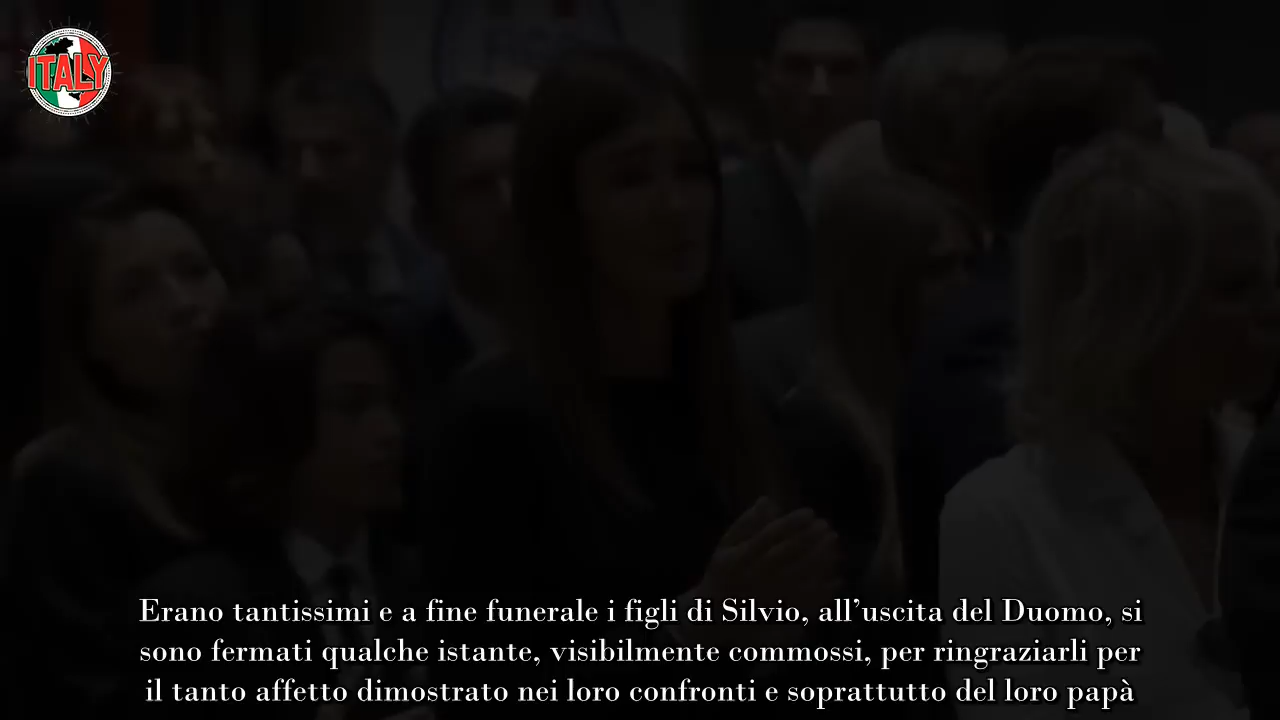 ITALY
Erano tantissimi e a fine funerale i figli di Silvio, all’uscita del Duomo, si
sono fermati qualche istante, visibilmente commossi, per ringraziarli per
il tanto affetto dimostrato nei loro confronti e soprattutto del loro papà